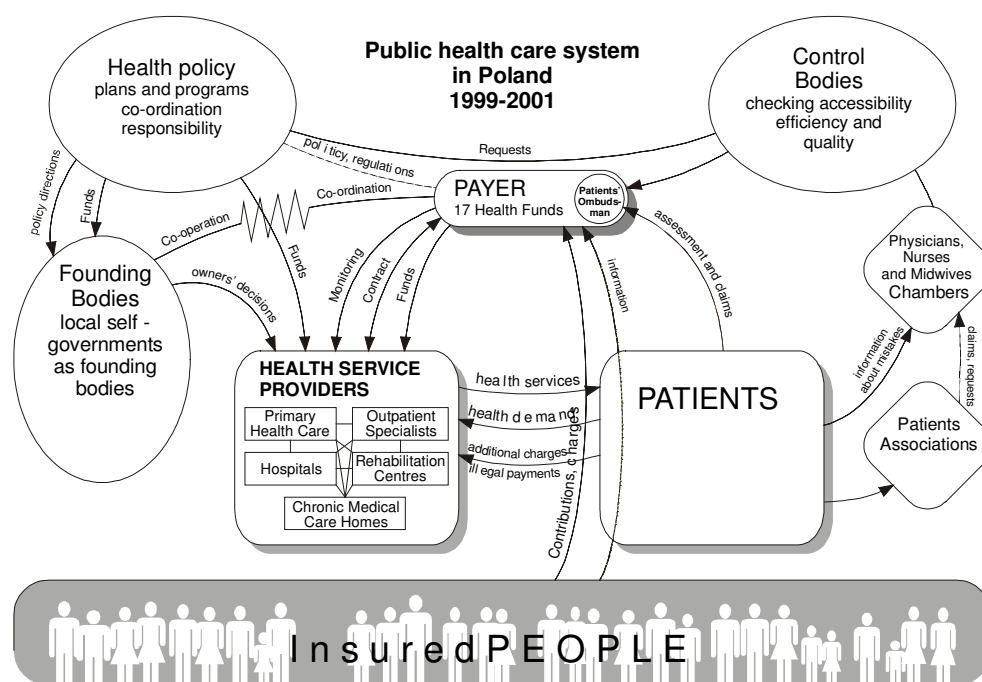 Public health care system
in Poland
1999-2001
Health policy
plans and programs
co-ordination
responsibility
Control
Bodies
checking accessibility
efficiency and
quality
Requests
pol i ticy, regulati ons
policy directions
Funds
Co-operation
Co-ordination
PAYER
17 Health Funds
Patients'
Ombuds-
man
assessment and claims
Founding
Bodies
local self -
governments
as founding
bodies
owners' decisions
Funds
Monitoring
Contract
Funds
information
Physicians,
Nurses
and Midwives
Chambers
information
about mistakes
claims, requests
Patients
Associations
HEALTH SERVICE
PROVIDERS
Primary
Health Care
Outpatient
Specialists
Hospitals
Rehabilitation
Centres
Chronic Medical
Care Homes
health services
health d e ma nd
additional charges
ill egal payments
Contributions, charges
PATIENTS
Insured PEOPLE